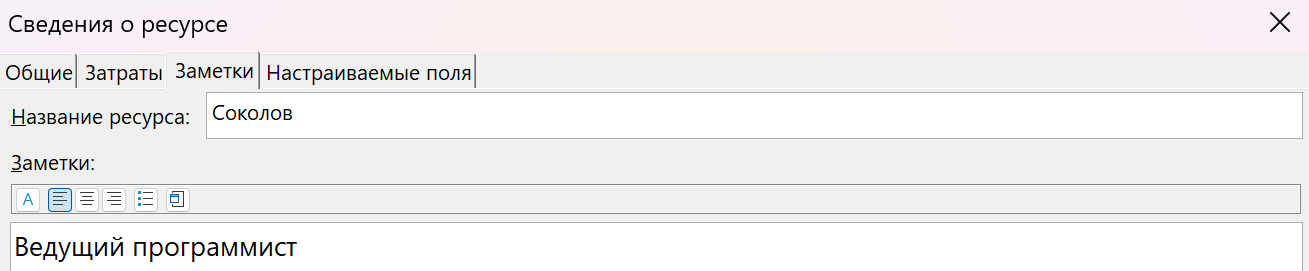 Сведения о ресурсе
Общие Затраты Заметки Настраиваемые поля
Название ресурса: Соколов
Заметки:
A
Ведущий программист